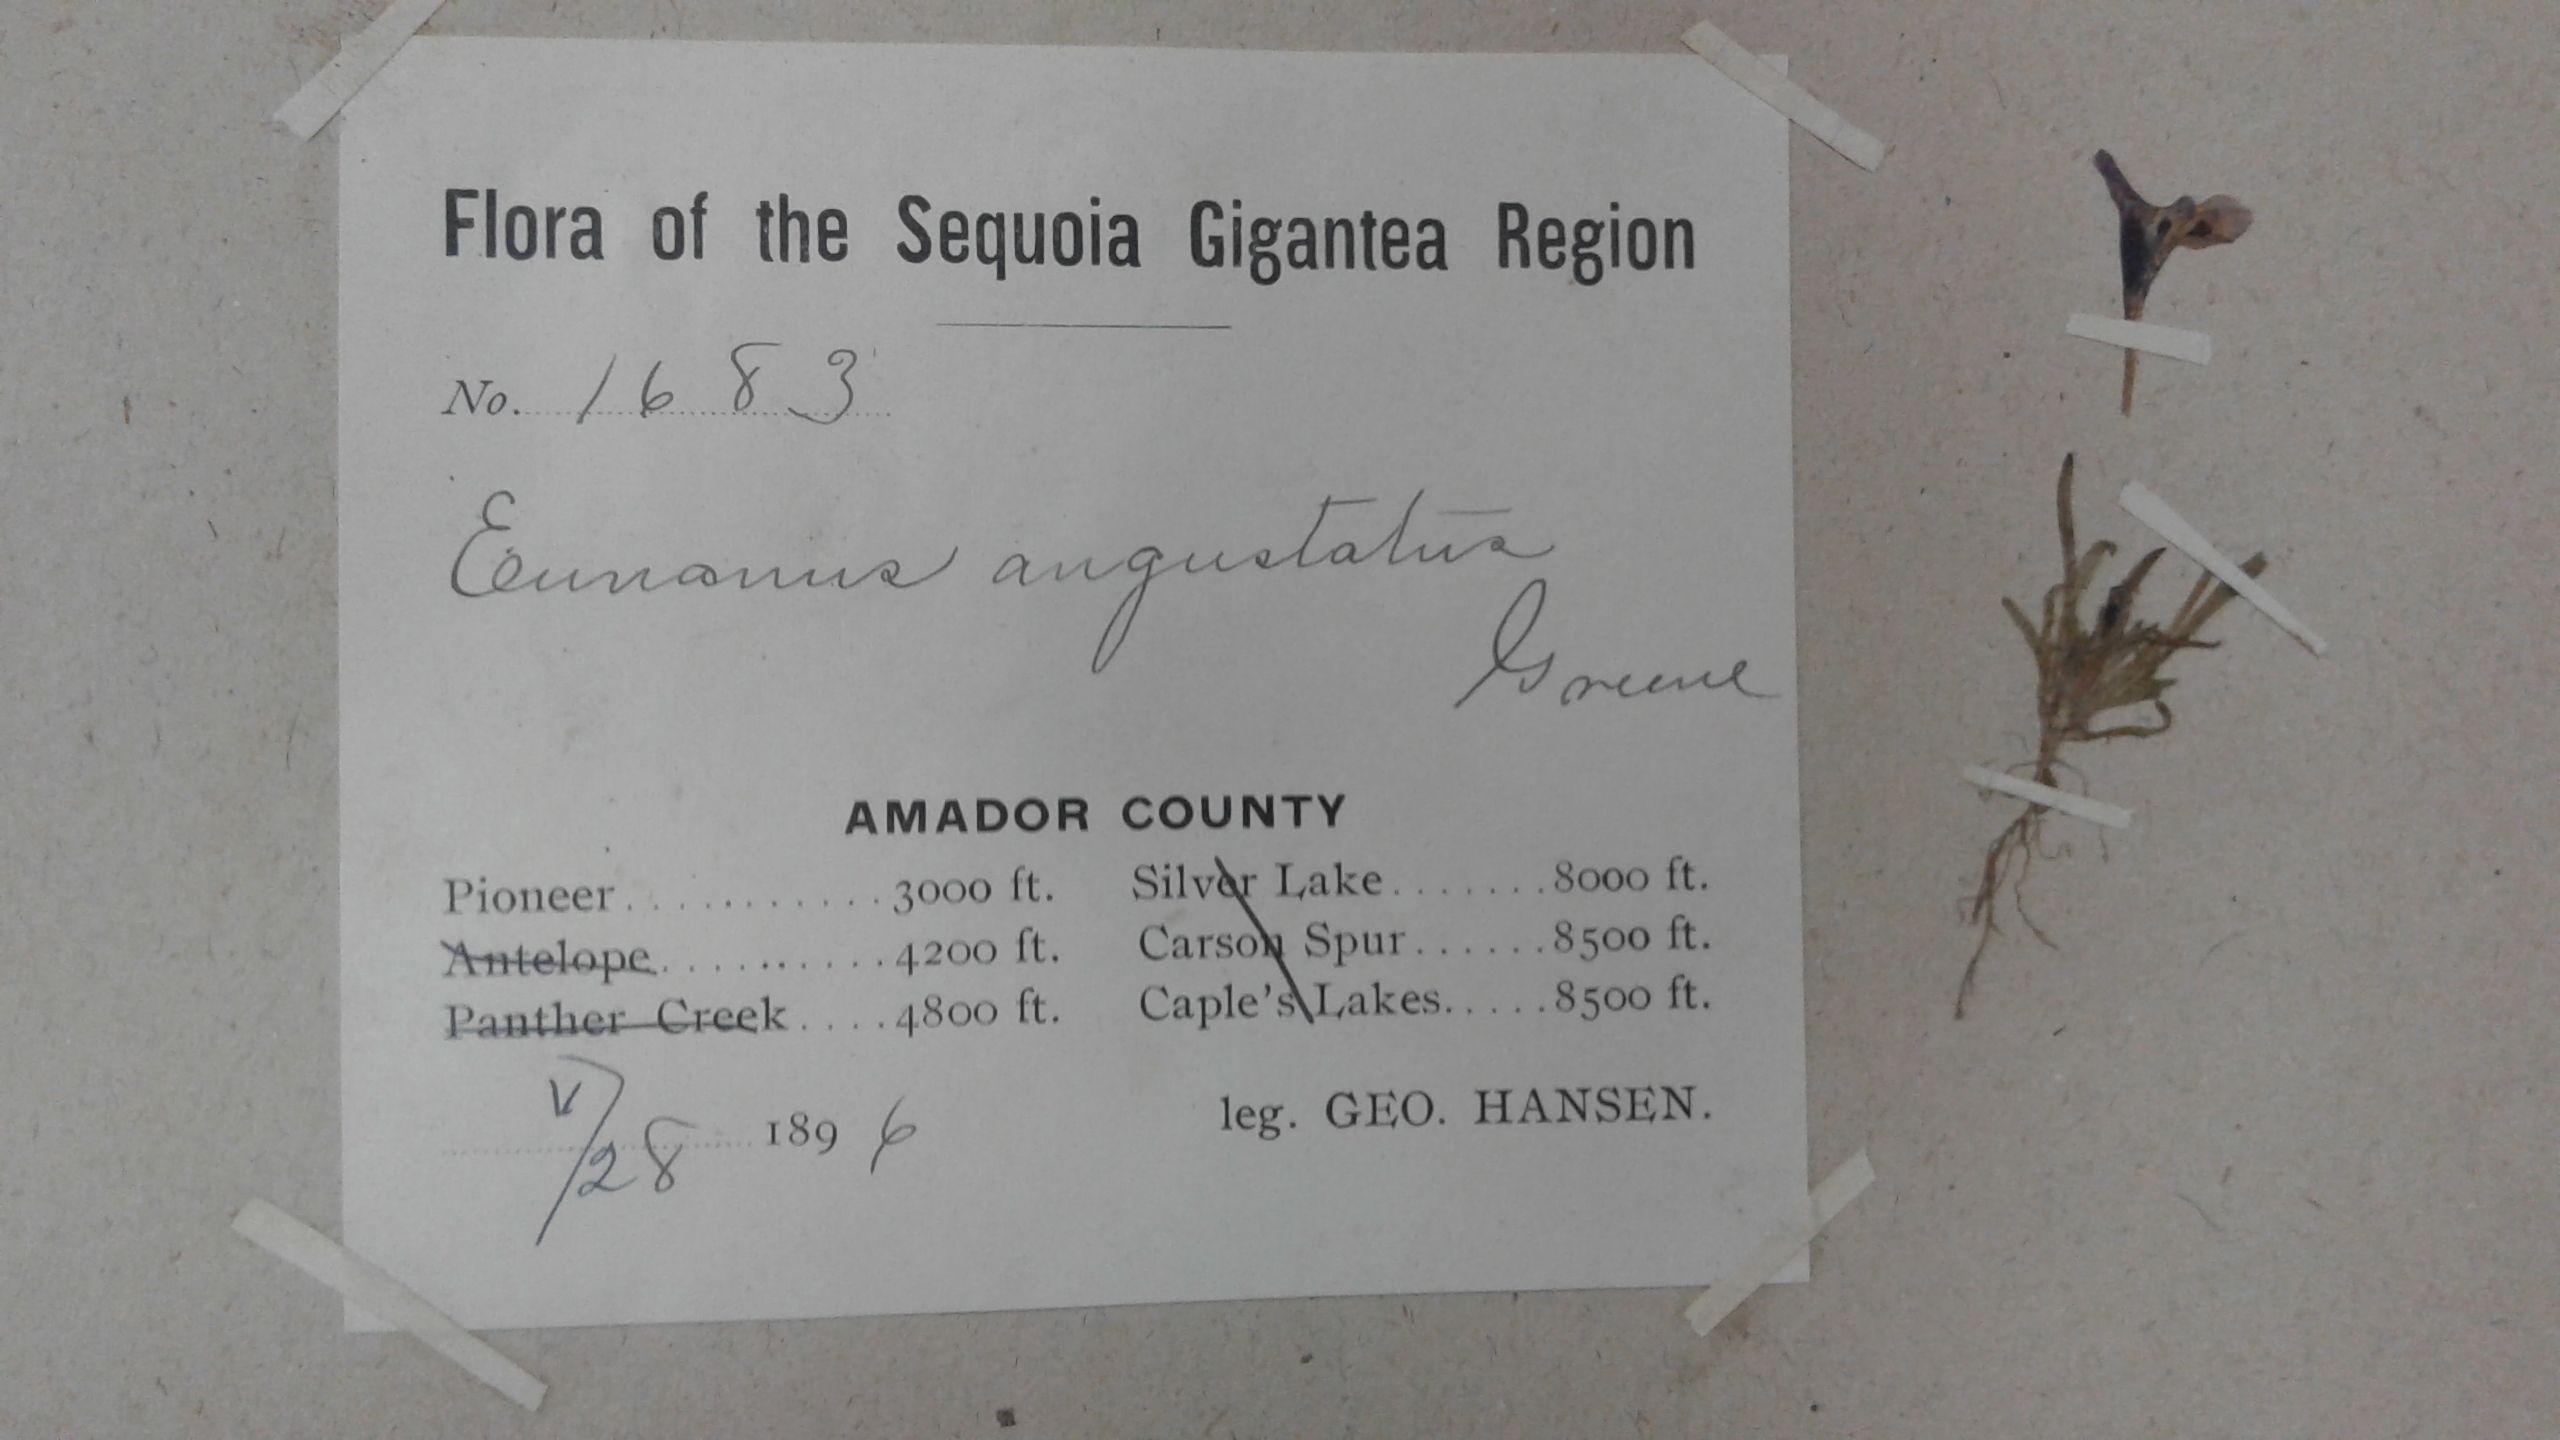 Flora of the Sequoia Gigantea Region
No. 1683
Eunanus angustatus
Greene
AMADOR COUNTY
Pioneer............3000 ft. Silver Lake.......8000 ft.
Antelope..........4200 ft. Carson Spur......8500 ft.
Panther Creek....4800 ft. Caple's Lakes.....8500 ft.
V/28 1896 leg. GEO. HANSEN.